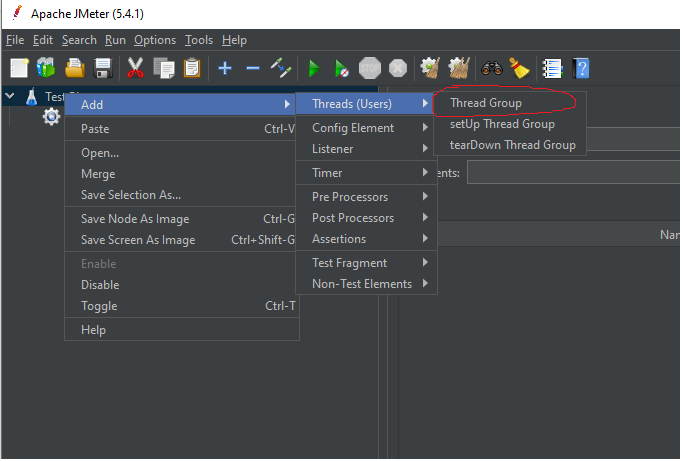 Apache JMeter (5.4.1)
File Edit Search Run Options Tools Help
STOP
Test
Add
Paste Ctrl-V
Open...
Merge
Save Selection As...
Save Node As Image Ctrl-G
Save Screen As Image Ctrl+Shift-G
Enable
Disable
Toggle Ctrl-T
Help
Threads (Users)
Config Element
Listener
Timer
Pre Processors
Post Processors
Assertions
Test Fragment
Non-Test Elements
Thread Group
setUp Thread Group
tearDown Thread Group
ents:
Nan